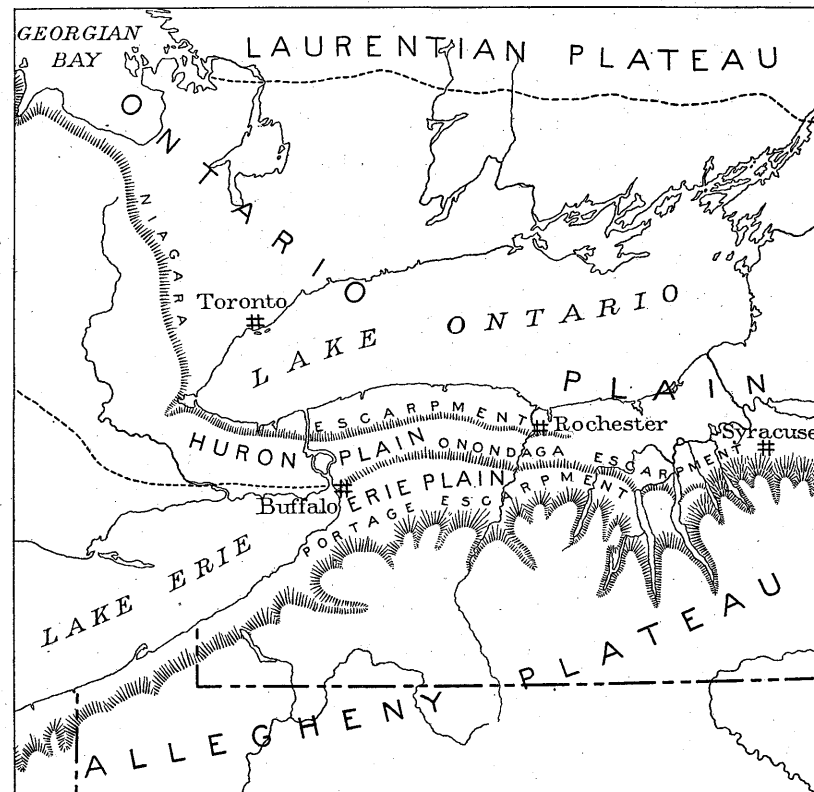 GEORGIAN
BAY
LAURENTIAN PLATEAU
ONTARIO
PLAIN
NIAGARA
ESCARPMENT
Toronto
LAKE ONTARIO
Rochester
Syracuse
HURON PLAIN
ONONDAGA ESCARPMENT
Buffalo
ERIE PLAIN
PORTAGE ESCARPMENT
LAKE ERIE
ALLEGHENY PLATEAU